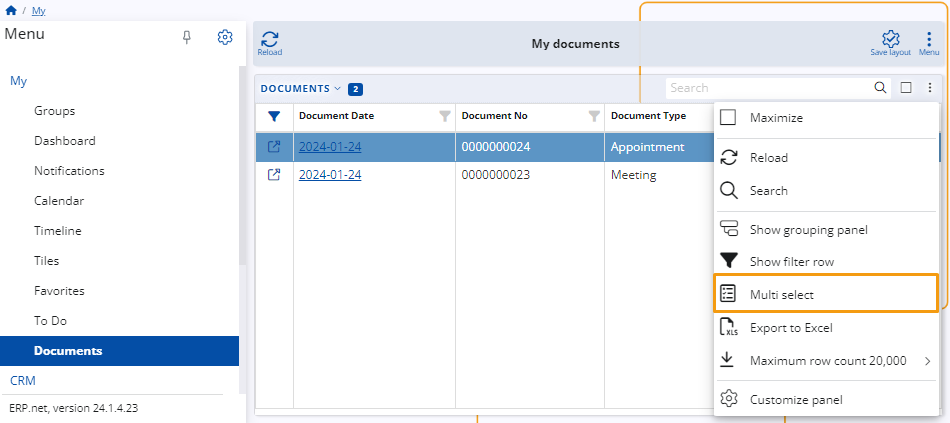 / My
Menu
My
Groups
Dashboard
Notifications
Calendar
Timeline
Tiles
Favorites
To Do
Documents
CRM
ERP.net, version 24.1.4.23
Reload
My documents
Save layout
Menu
DOCUMENTS 2
Search
Document Date Document No Document Type
2024-01-24 0000000024 Appointment
2024-01-24 0000000023 Meeting
Maximize
Reload
Search
Show grouping panel
Show filter row
Multi select
XLS Export to Excel
Maximum row count 20,000
Customize panel